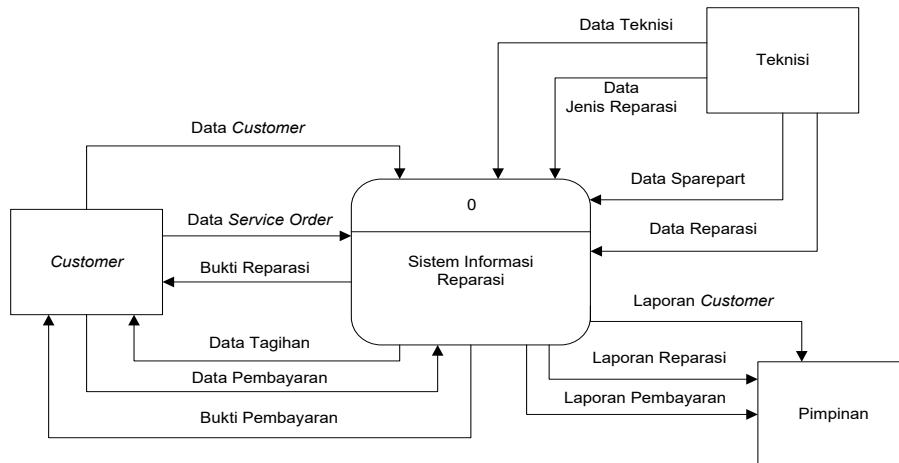 Data Teknisi
Teknisi
Data
Jenis Reparasi
Data Customer
Data Sparepart
0
Data Service Order
Data Reparasi
Customer
Sistem Informasi
Reparasi
Bukti Reparasi
Laporan Customer
Data Tagihan
Laporan Reparasi
Data Pembayaran
Laporan Pembayaran
Bukti Pembayaran
Pimpinan